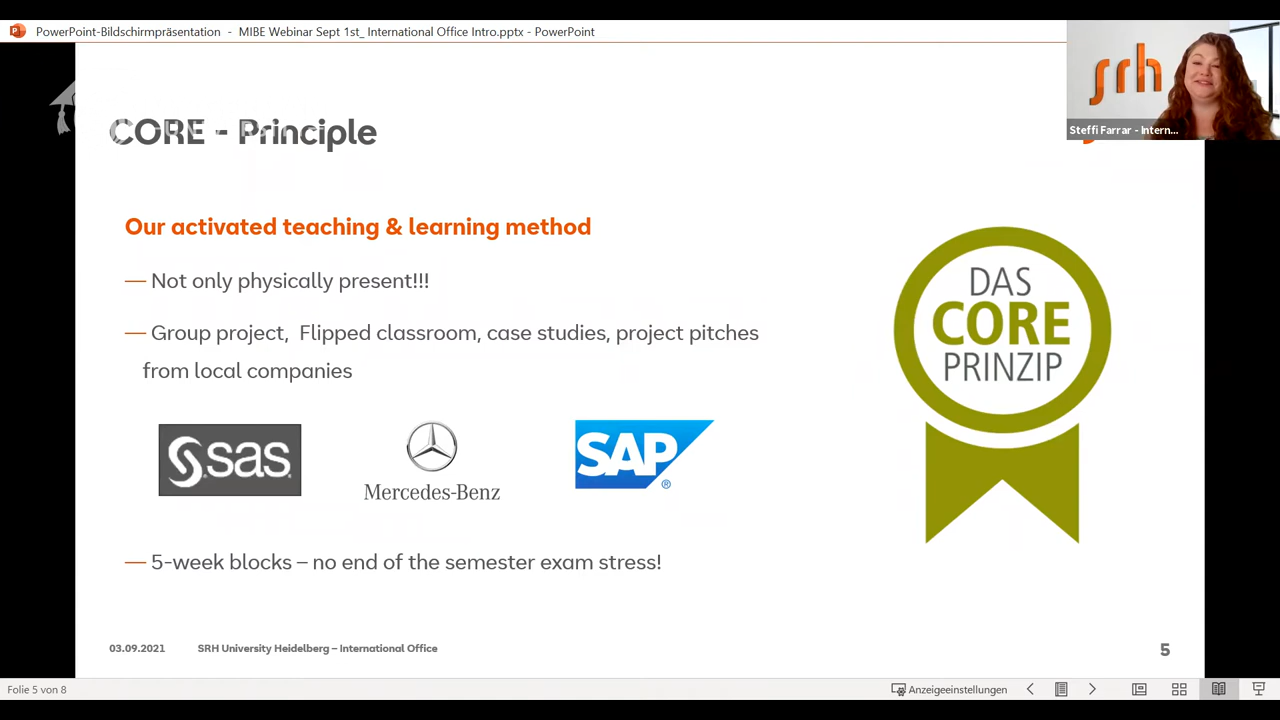 PowerPoint-Bildschirmpräsentation - MIBE Webinar Sept 1st_ International Office Intro.pptx - PowerPoint
srh
Steffi Farrar - Intern...
CORE - Principle
Our activated teaching & learning method
— Not only physically present!!!
— Group project, Flipped classroom, case studies, project pitches
from local companies
DAS
CORE
PRINZIP
sas
Mercedes-Benz
SAP®
— 5-week blocks – no end of the semester exam stress!
03.09.2021 SRH University Heidelberg – International Office 5
Folie 5 von 8 Anzeigeeinstellungen